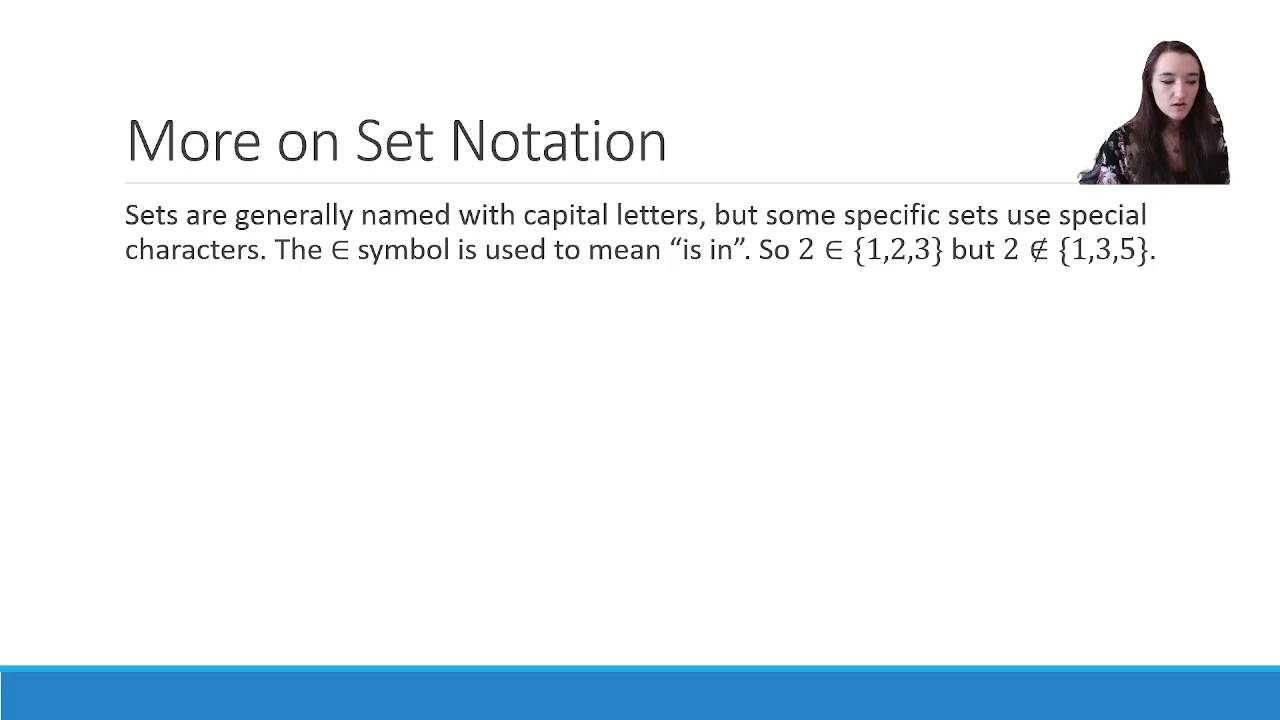 More on Set Notation
Sets are generally named with capital letters, but some specific sets use special
characters. The ∈ symbol is used to mean “is in”. So 2 ∈ {1,2,3} but 2 ∉ {1,3,5}.